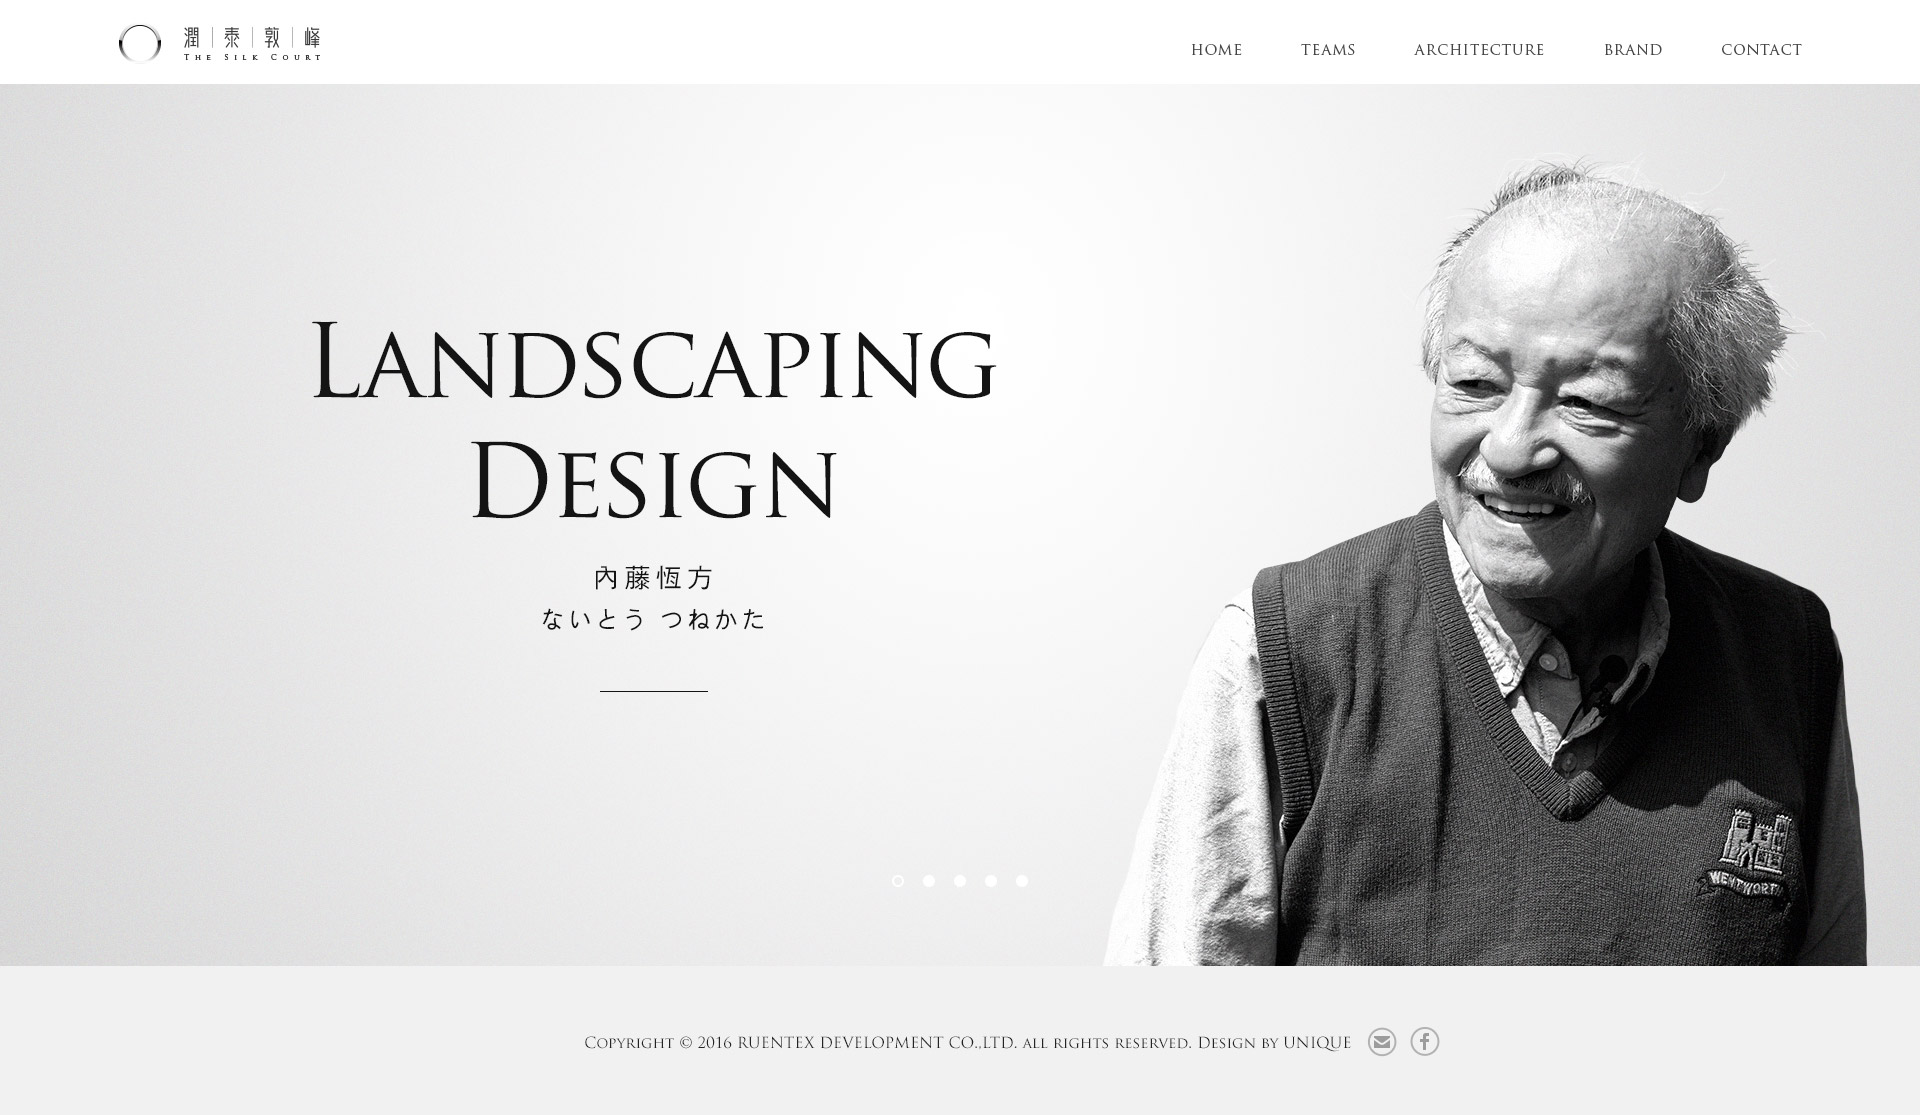 潤泰敦峰
THE SILK COURT
HOME TEAMS ARCHITECTURE BRAND CONTACT
LANDSCAPING
DESIGN
內藤恆方
ないとう つねかた
WENTWORTH
COPYRIGHT © 2016 RUENTEX DEVELOPMENT CO.,LTD. ALL RIGHTS RESERVED. DESIGN BY UNIQUE